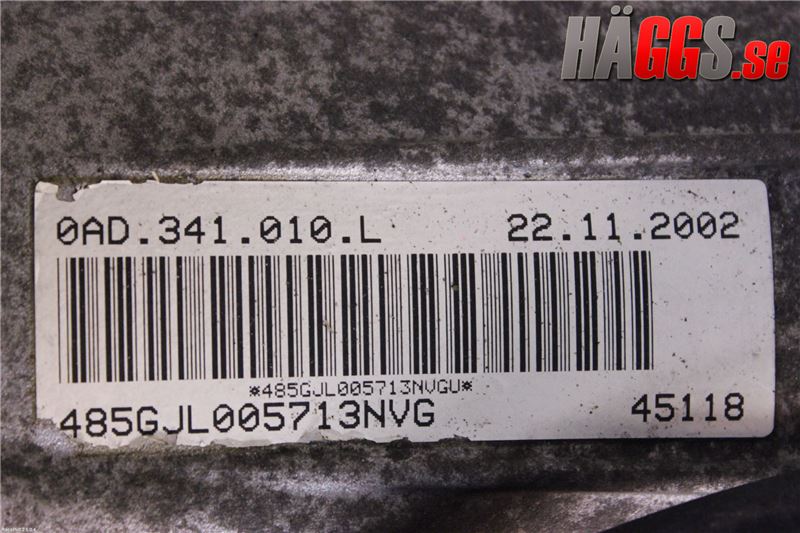 HÄGGS.se
0AD.341.010.L 22.11.2002
*485GJL005713NVGU*
485GJL005713NVG 45118